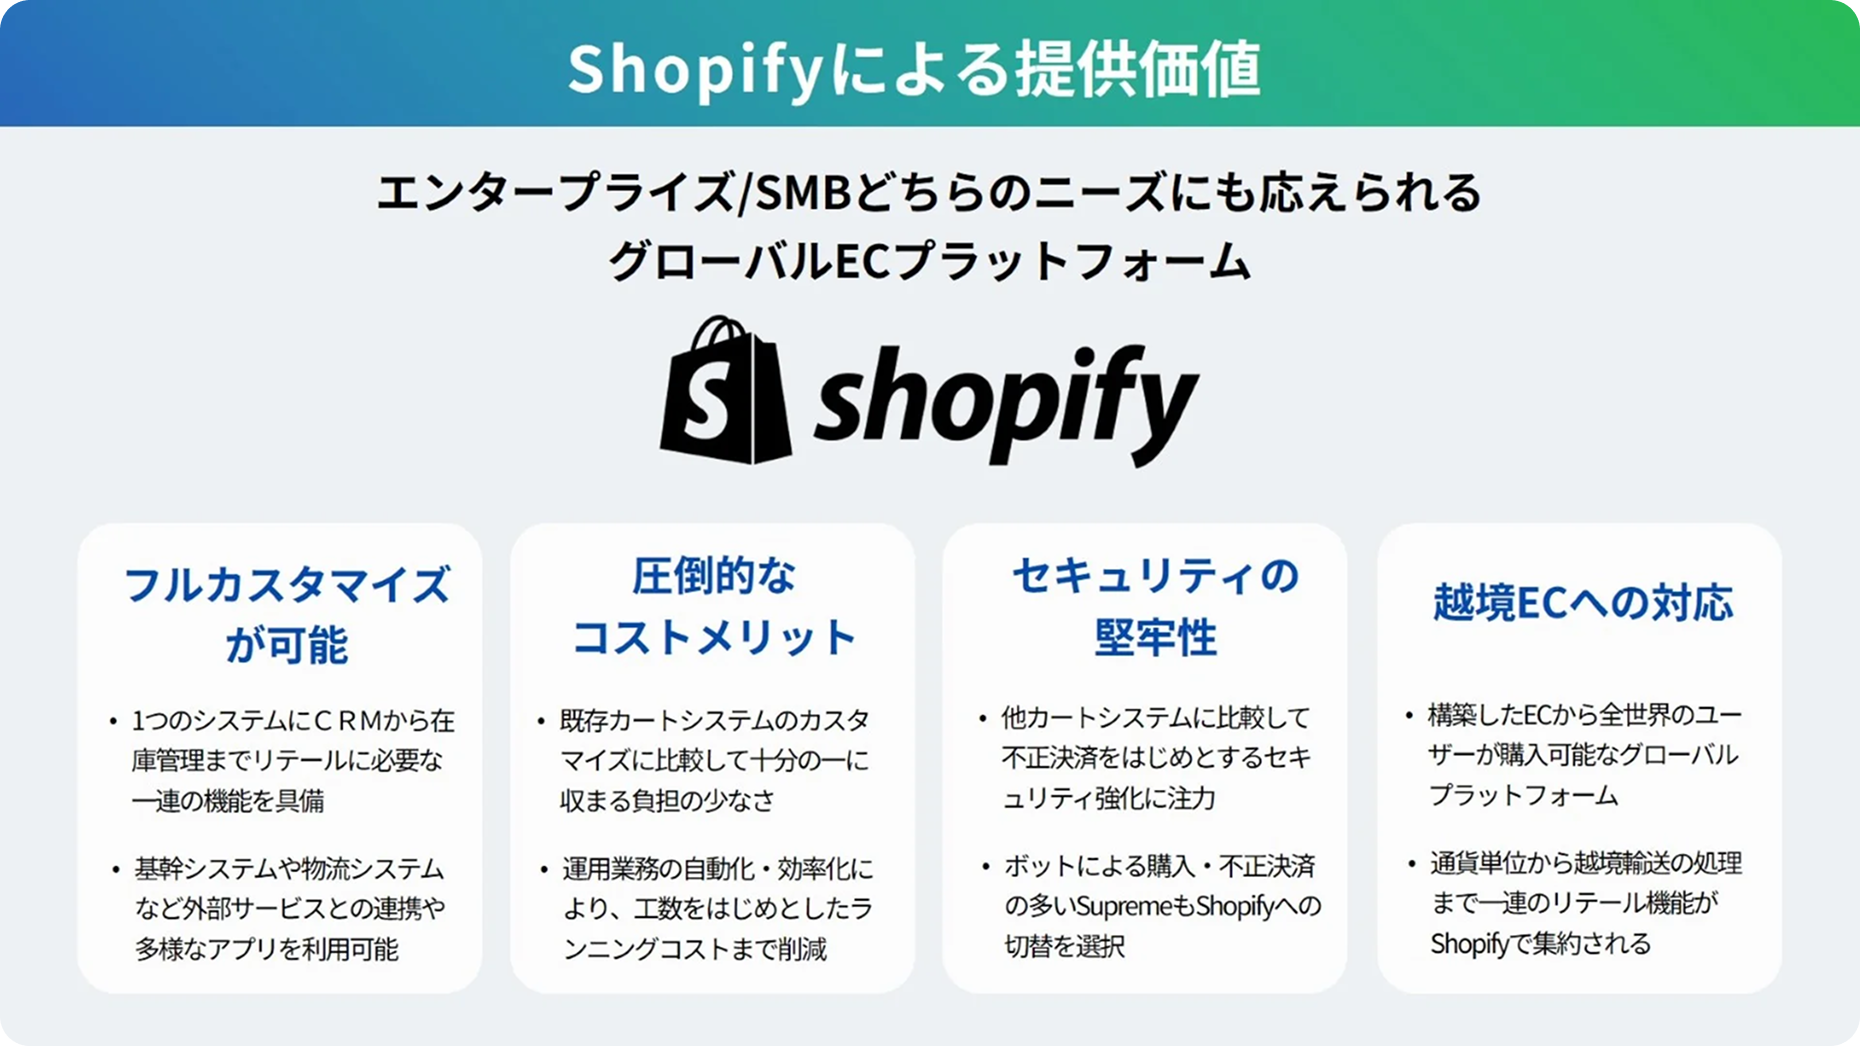 Shopifyによる提供価値
エンタープライズ/SMBどちらのニーズにも応えられる
グローバルECプラットフォーム
shopify
フルカスタマイズ
が可能
・1つのシステムにＣＲＭから在
庫管理までリテールに必要な
一連の機能を具備
・基幹システムや物流システム
など外部サービスとの連携や
多様なアプリを利用可能
圧倒的な
コストメリット
・既存カートシステムのカスタ
マイズに比較して十分の一に
収まる負担の少なさ
・運用業務の自動化・効率化に
より、工数をはじめとしたラ
ンニングコストまで削減
セキュリティの
堅牢性
・他カートシステムに比較して
不正決済をはじめとするセキ
ュリティ強化に注力
・ボットによる購入・不正決済
の多いSupremeもShopifyへの
切替を選択
越境ECへの対応
・構築したECから全世界のユー
ザーが購入可能なグローバル
プラットフォーム
・通貨単位から越境輸送の処理
まで一連のリテール機能が
Shopifyで集約される